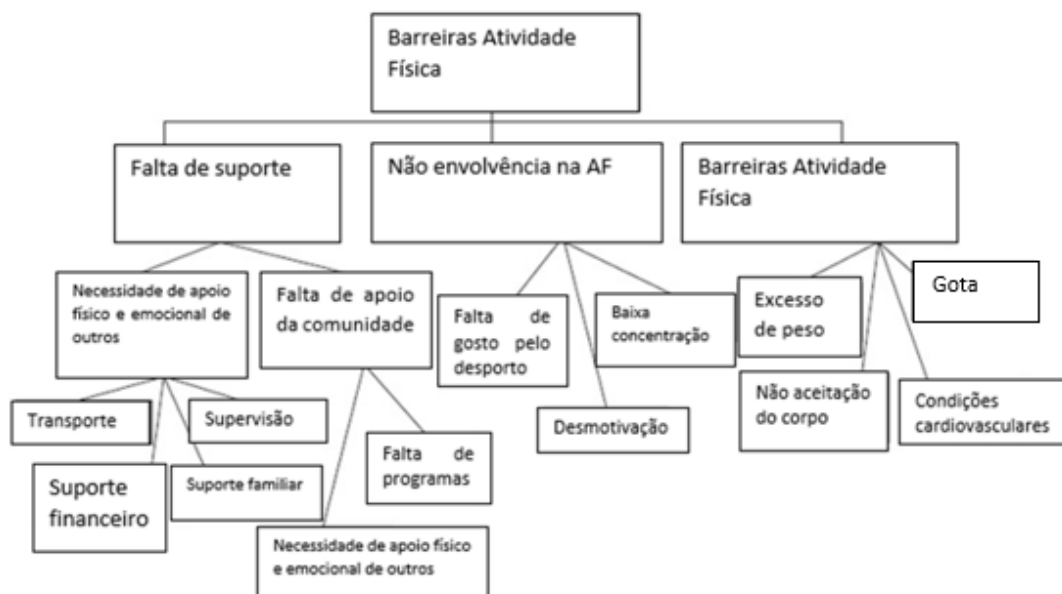 Barreiras Atividade
Física
Falta de suporte
Não envolvência na AF
Barreiras Atividade
Física
Necessidade de apoio
físico e emocional de
outros
Falta de apoio
da comunidade
Falta de
gosto pelo
desporto
Baixa
concentração
Excesso
de peso
Gota
Transporte
Supervisão
Suporte
financeiro
Suporte familiar
Falta de
programas
Necessidade de apoio físico
e emocional de outros
Desmotivação
Não aceitação
do corpo
Condições
cardiovasculares